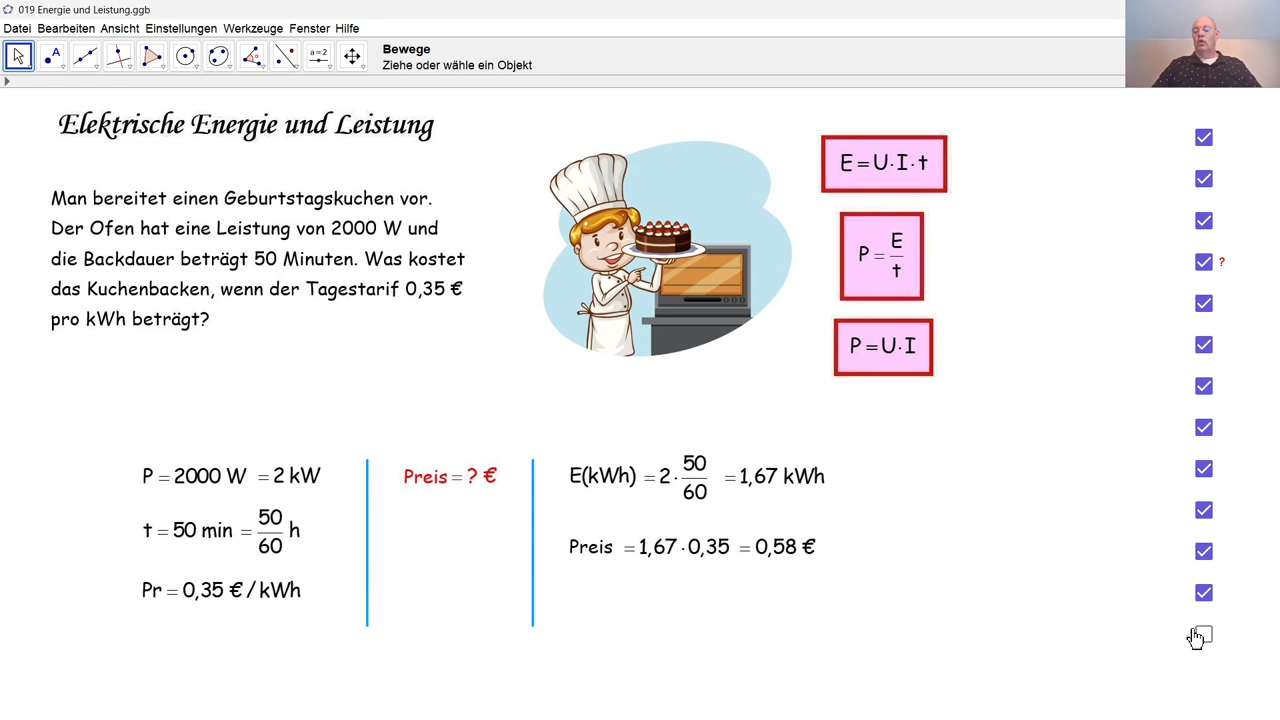 019 Energie und Leistung.ggb
Datei Bearbeiten Ansicht Einstellungen Werkzeuge Fenster Hilfe
A
a=2
Bewege
Ziehe oder wähle ein Objekt
Elektrische Energie und Leistung
Man bereitet einen Geburtstagskuchen vor.
Der Ofen hat eine Leistung von 2000 W und
die Backdauer beträgt 50 Minuten. Was kostet
das Kuchenbacken, wenn der Tagestarif 0,35 €
pro kWh beträgt?
E = U·I·t
P = E/t
P = U·I
?
P = 2000 W = 2 kW
t = 50 min = 50/60 h
Pr = 0,35 € / kWh
Preis = ? €
E(kWh) = 2 · 50/60 = 1,67 kWh
Preis = 1,67 · 0,35 = 0,58 €